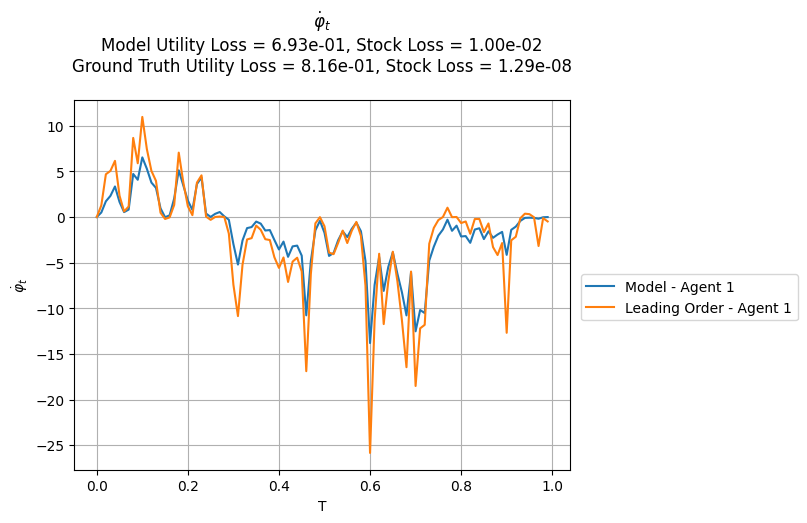 φ̇ₜ
Model Utility Loss = 6.93e-01, Stock Loss = 1.00e-02
Ground Truth Utility Loss = 8.16e-01, Stock Loss = 1.29e-08
10
5
0
−5
−10
−15
−20
−25
φ̇ₜ
0.0 0.2 0.4 0.6 0.8 1.0
T
Model - Agent 1
Leading Order - Agent 1